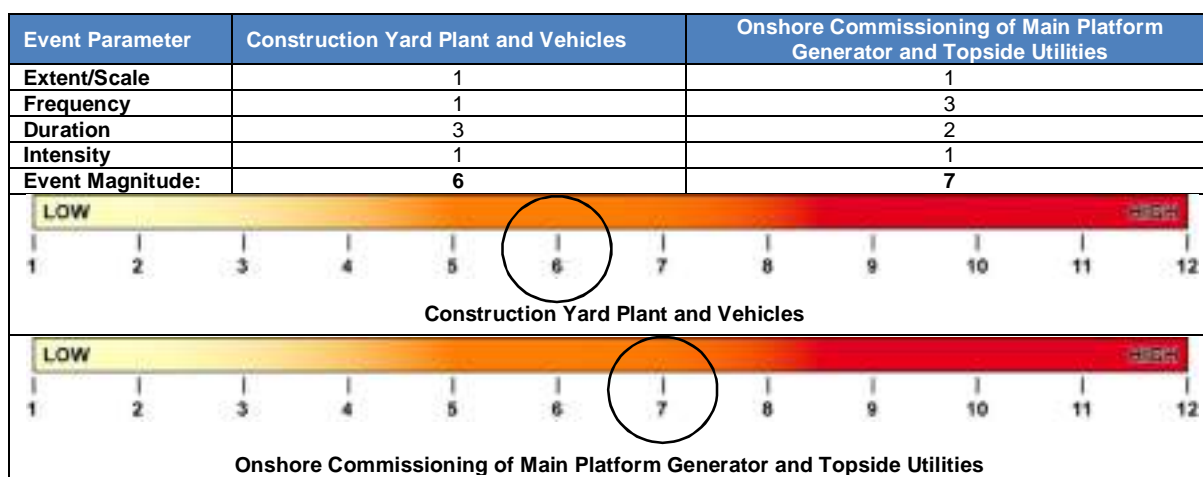 Event Parameter Construction Yard Plant and Vehicles Onshore Commissioning of Main Platform Generator and Topside Utilities
Extent/Scale 1 1
Frequency 1 3
Duration 3 2
Intensity 1 1
Event Magnitude: 6 7
LOW HIGH
1 2 3 4 5 6 7 8 9 10 11 12
Construction Yard Plant and Vehicles
LOW HIGH
1 2 3 4 5 6 7 8 9 10 11 12
Onshore Commissioning of Main Platform Generator and Topside Utilities